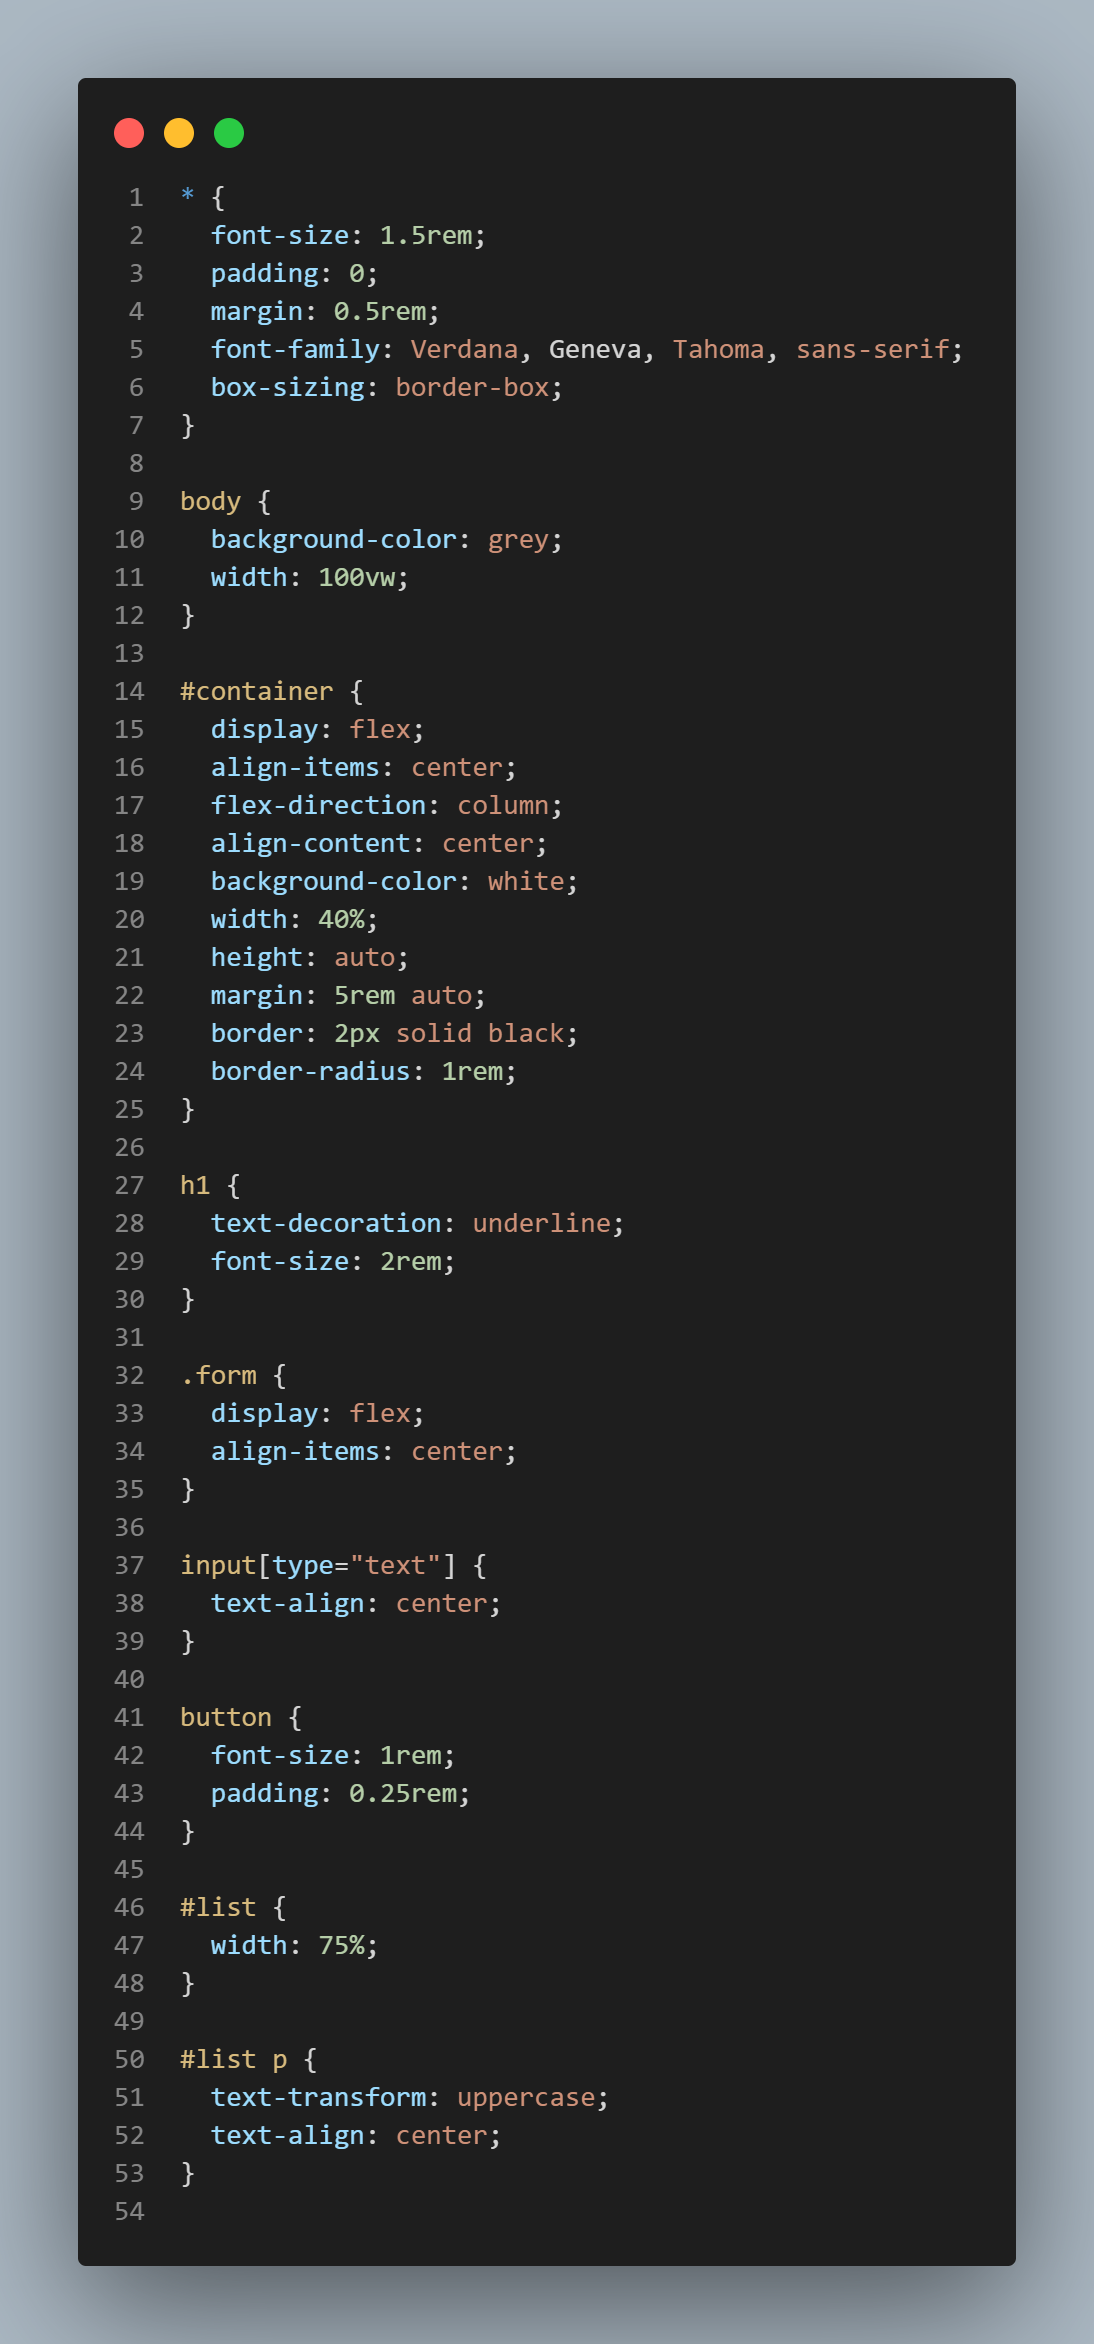 1 * {
2   font-size: 1.5rem;
3   padding: 0;
4   margin: 0.5rem;
5   font-family: Verdana, Geneva, Tahoma, sans-serif;
6   box-sizing: border-box;
7 }
8
9 body {
10   background-color: grey;
11   width: 100vw;
12 }
13
14 #container {
15   display: flex;
16   align-items: center;
17   flex-direction: column;
18   align-content: center;
19   background-color: white;
20   width: 40%;
21   height: auto;
22   margin: 5rem auto;
23   border: 2px solid black;
24   border-radius: 1rem;
25 }
26
27 h1 {
28   text-decoration: underline;
29   font-size: 2rem;
30 }
31
32 .form {
33   display: flex;
34   align-items: center;
35 }
36
37 input[type="text"] {
38   text-align: center;
39 }
40
41 button {
42   font-size: 1rem;
43   padding: 0.25rem;
44 }
45
46 #list {
47   width: 75%;
48 }
49
50 #list p {
51   text-transform: uppercase;
52   text-align: center;
53 }
54